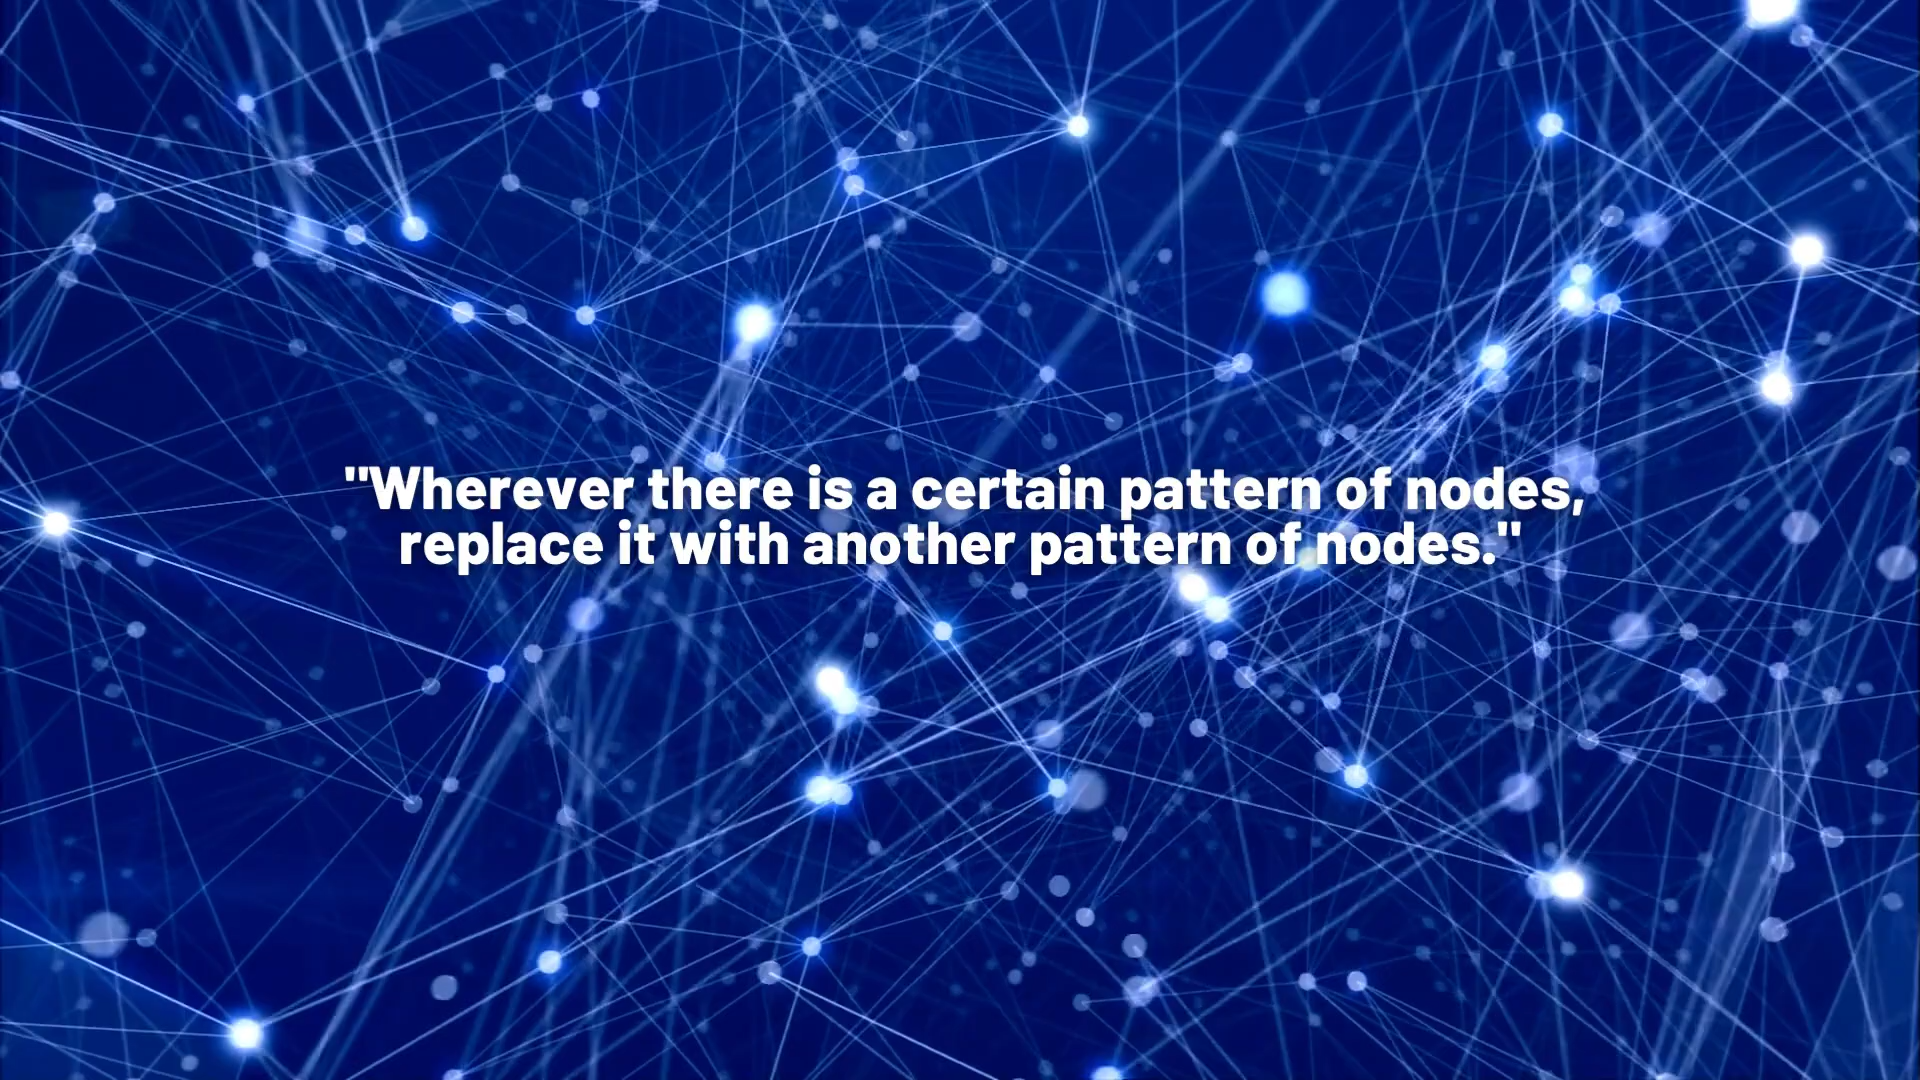 "Wherever there is a certain pattern of nodes,
replace it with another pattern of nodes."